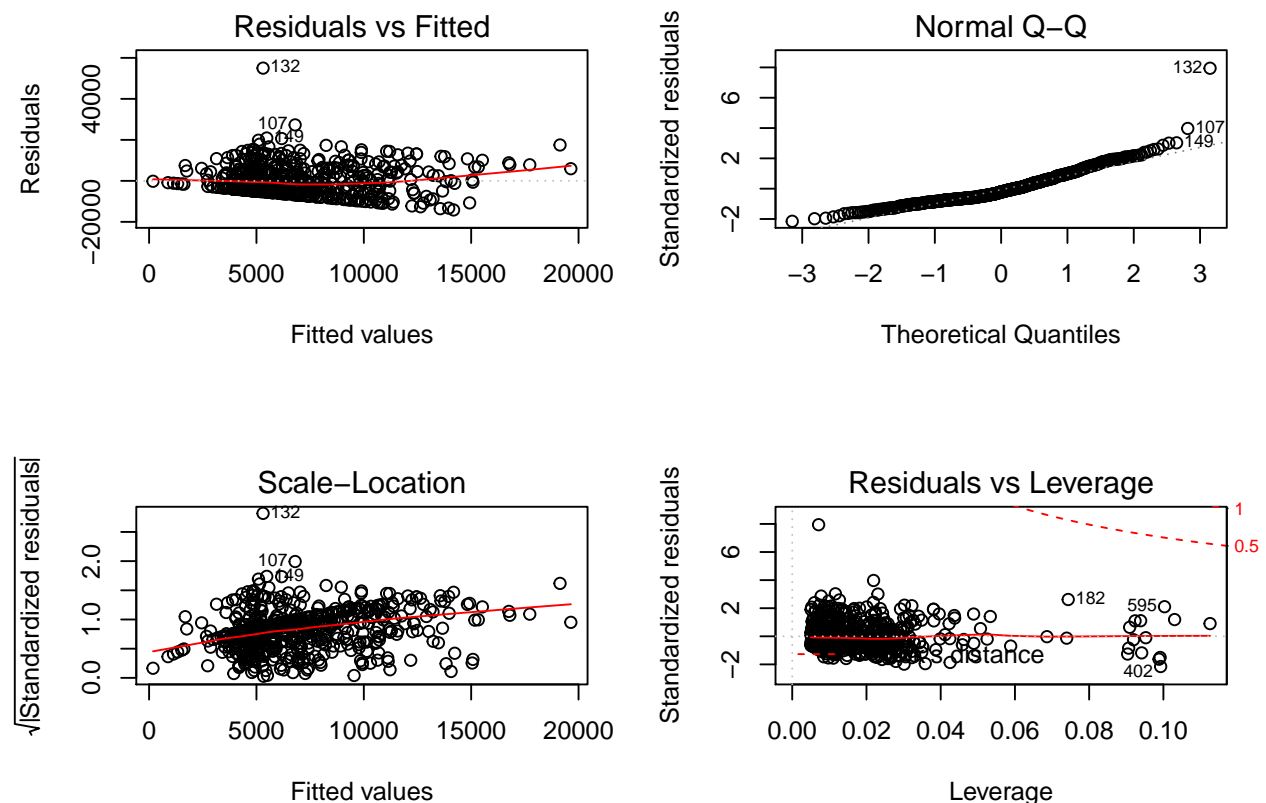 Residuals vs Fitted
Residuals
40000
−20000
132
107
149
0 5000 10000 15000 20000
Fitted values
Normal Q−Q
Standardized residuals
6
2
−2
132
107
149
−3 −2 −1 0 1 2 3
Theoretical Quantiles
Scale−Location
√|Standardized residuals|
2.0
1.0
0.0
132
107
149
0 5000 10000 15000 20000
Fitted values
Residuals vs Leverage
Standardized residuals
6
2
−2
1
0.5
182
595
s distance
402
0.00 0.02 0.04 0.06 0.08 0.10
Leverage